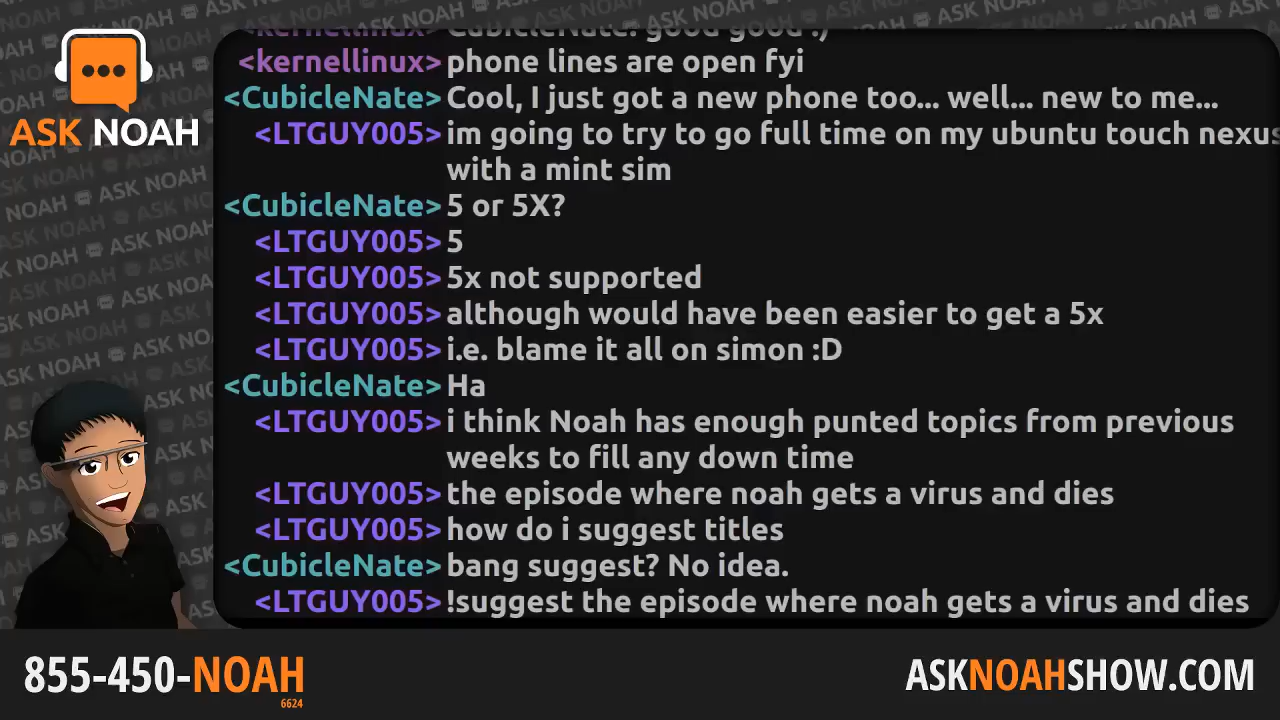 <kernellinux> CubicleNate: good good :)
<kernellinux> phone lines are open fyi
<CubicleNate> Cool, I just got a new phone too... well... new to me...
<LTGUY005> im going to try to go full time on my ubuntu touch nexus
with a mint sim
<CubicleNate> 5 or 5X?
<LTGUY005> 5
<LTGUY005> 5x not supported
<LTGUY005> although would have been easier to get a 5x
<LTGUY005> i.e. blame it all on simon :D
<CubicleNate> Ha
<LTGUY005> i think Noah has enough punted topics from previous
weeks to fill any down time
<LTGUY005> the episode where noah gets a virus and dies
<LTGUY005> how do i suggest titles
<CubicleNate> bang suggest? No idea.
<LTGUY005> !suggest the episode where noah gets a virus and dies
ASK NOAH
855-450-NOAH
6624
ASKNOAHSHOW.COM